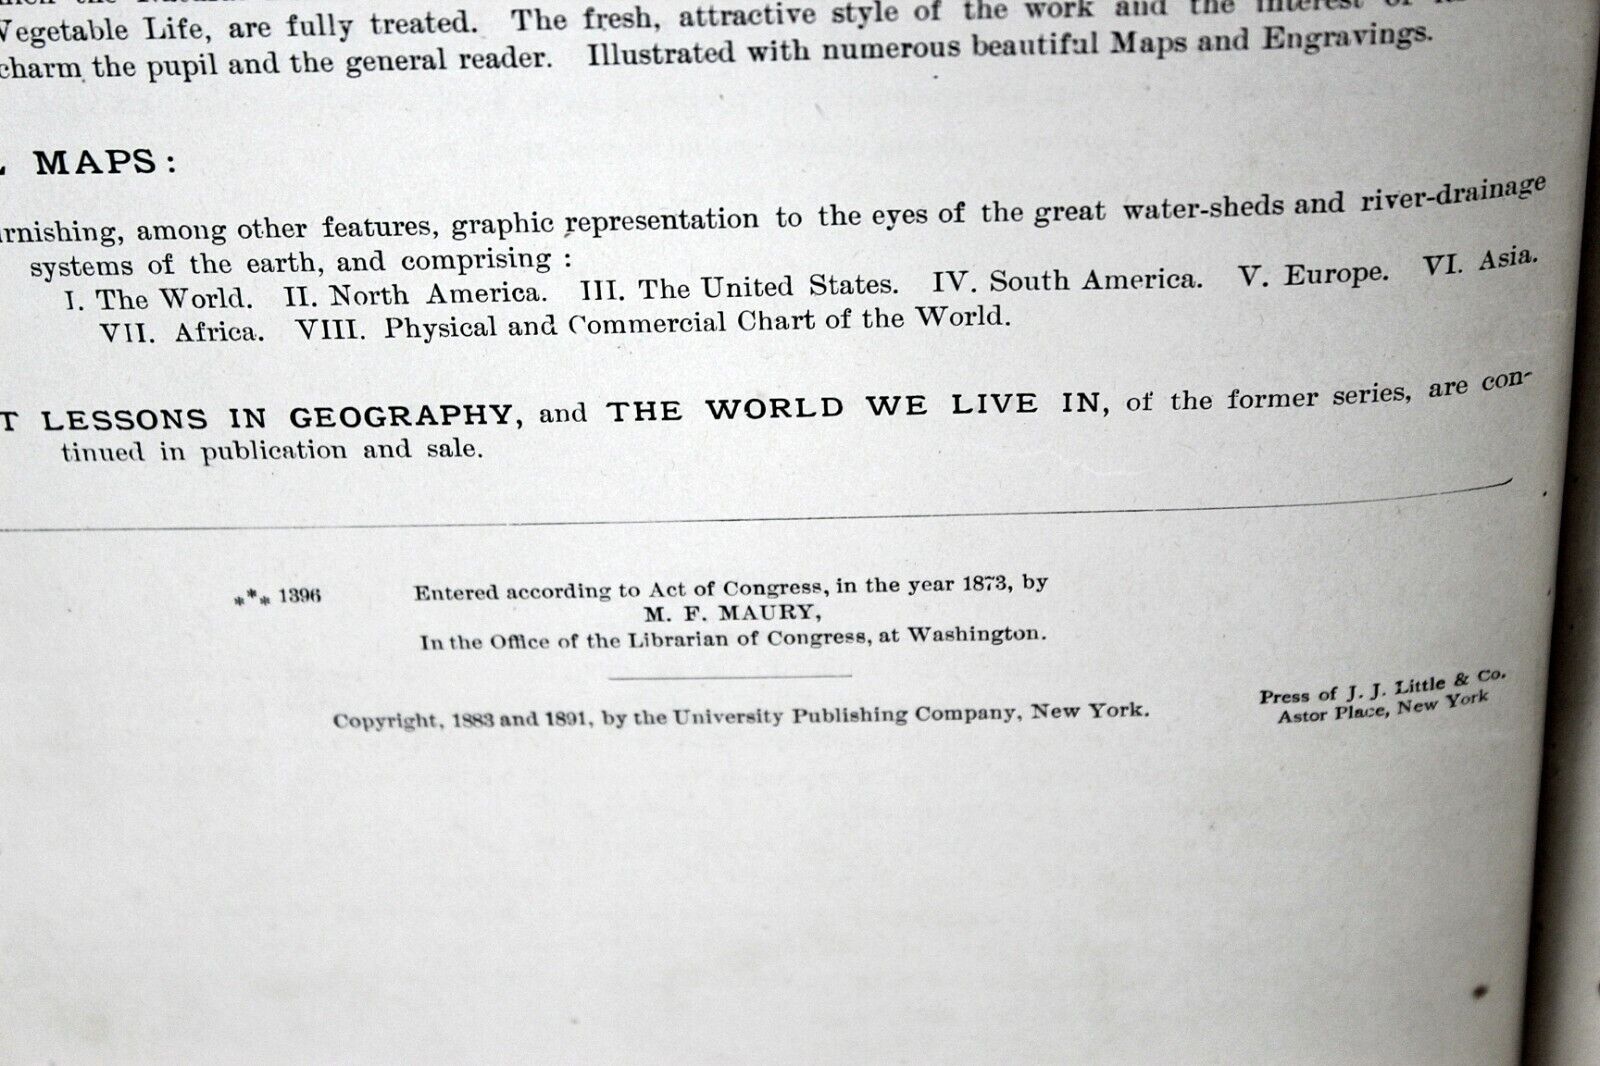 Vegetable Life, are fully treated. The fresh, attractive style of the work and the interest of
charm the pupil and the general reader. Illustrated with numerous beautiful Maps and Engravings.
MAPS:
rnishing, among other features, graphic representation to the eyes of the great water-sheds and river-drainage
systems of the earth, and comprising :
I. The World. II. North America. III. The United States. IV. South America. V. Europe. VI. Asia.
VII. Africa. VIII. Physical and Commercial Chart of the World.
T LESSONS IN GEOGRAPHY, and THE WORLD WE LIVE IN, of the former series, are con-
tinued in publication and sale.
*** 1396
Entered according to Act of Congress, in the year 1873, by
M. F. MAURY,
In the Office of the Librarian of Congress, at Washington.
Copyright, 1883 and 1891, by the University Publishing Company, New York.
Press of J. J. Little & Co.
Astor Place, New York